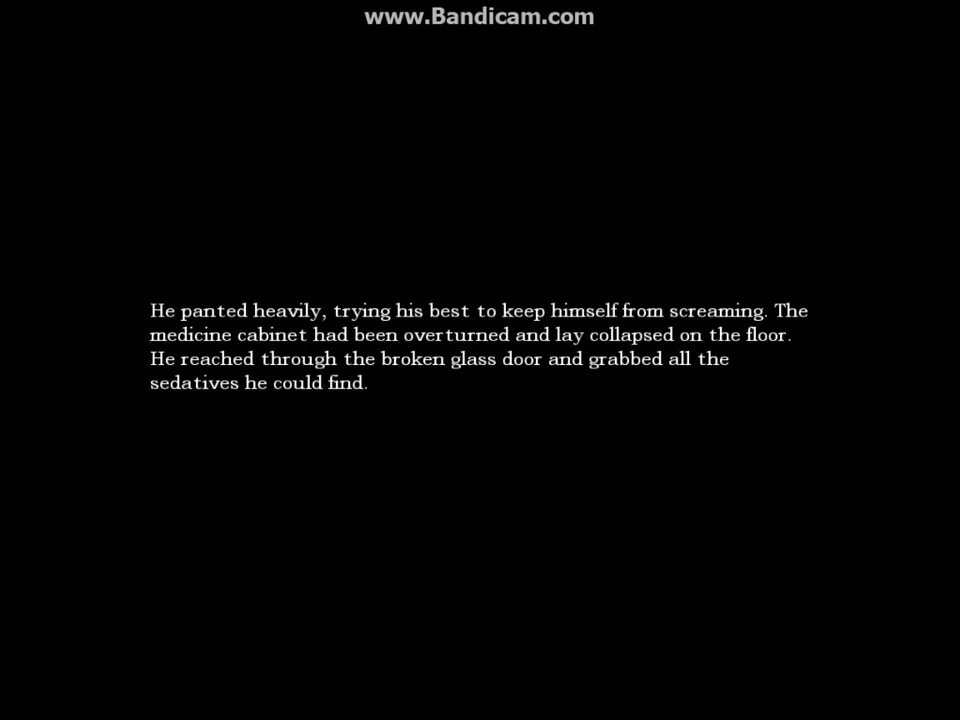 www.Bandicam.com
He panted heavily, trying his best to keep himself from screaming. The
medicine cabinet had been overturned and lay collapsed on the floor.
He reached through the broken glass door and grabbed all the
sedatives he could find.